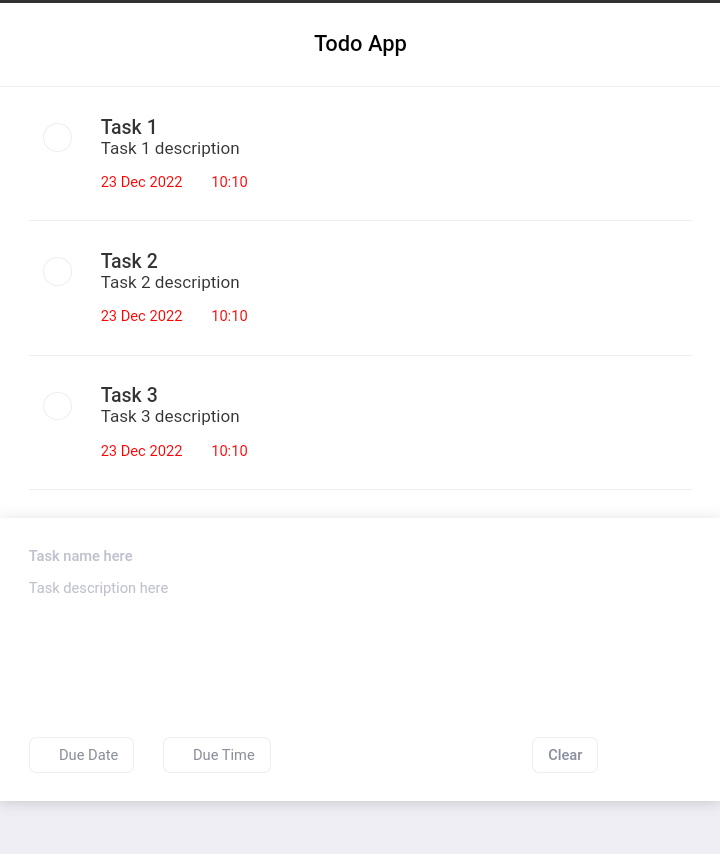 Todo App
Task 1
Task 1 description
23 Dec 2022 10:10
Task 2
Task 2 description
23 Dec 2022 10:10
Task 3
Task 3 description
23 Dec 2022 10:10
Task name here
Task description here
Due Date Due Time Clear